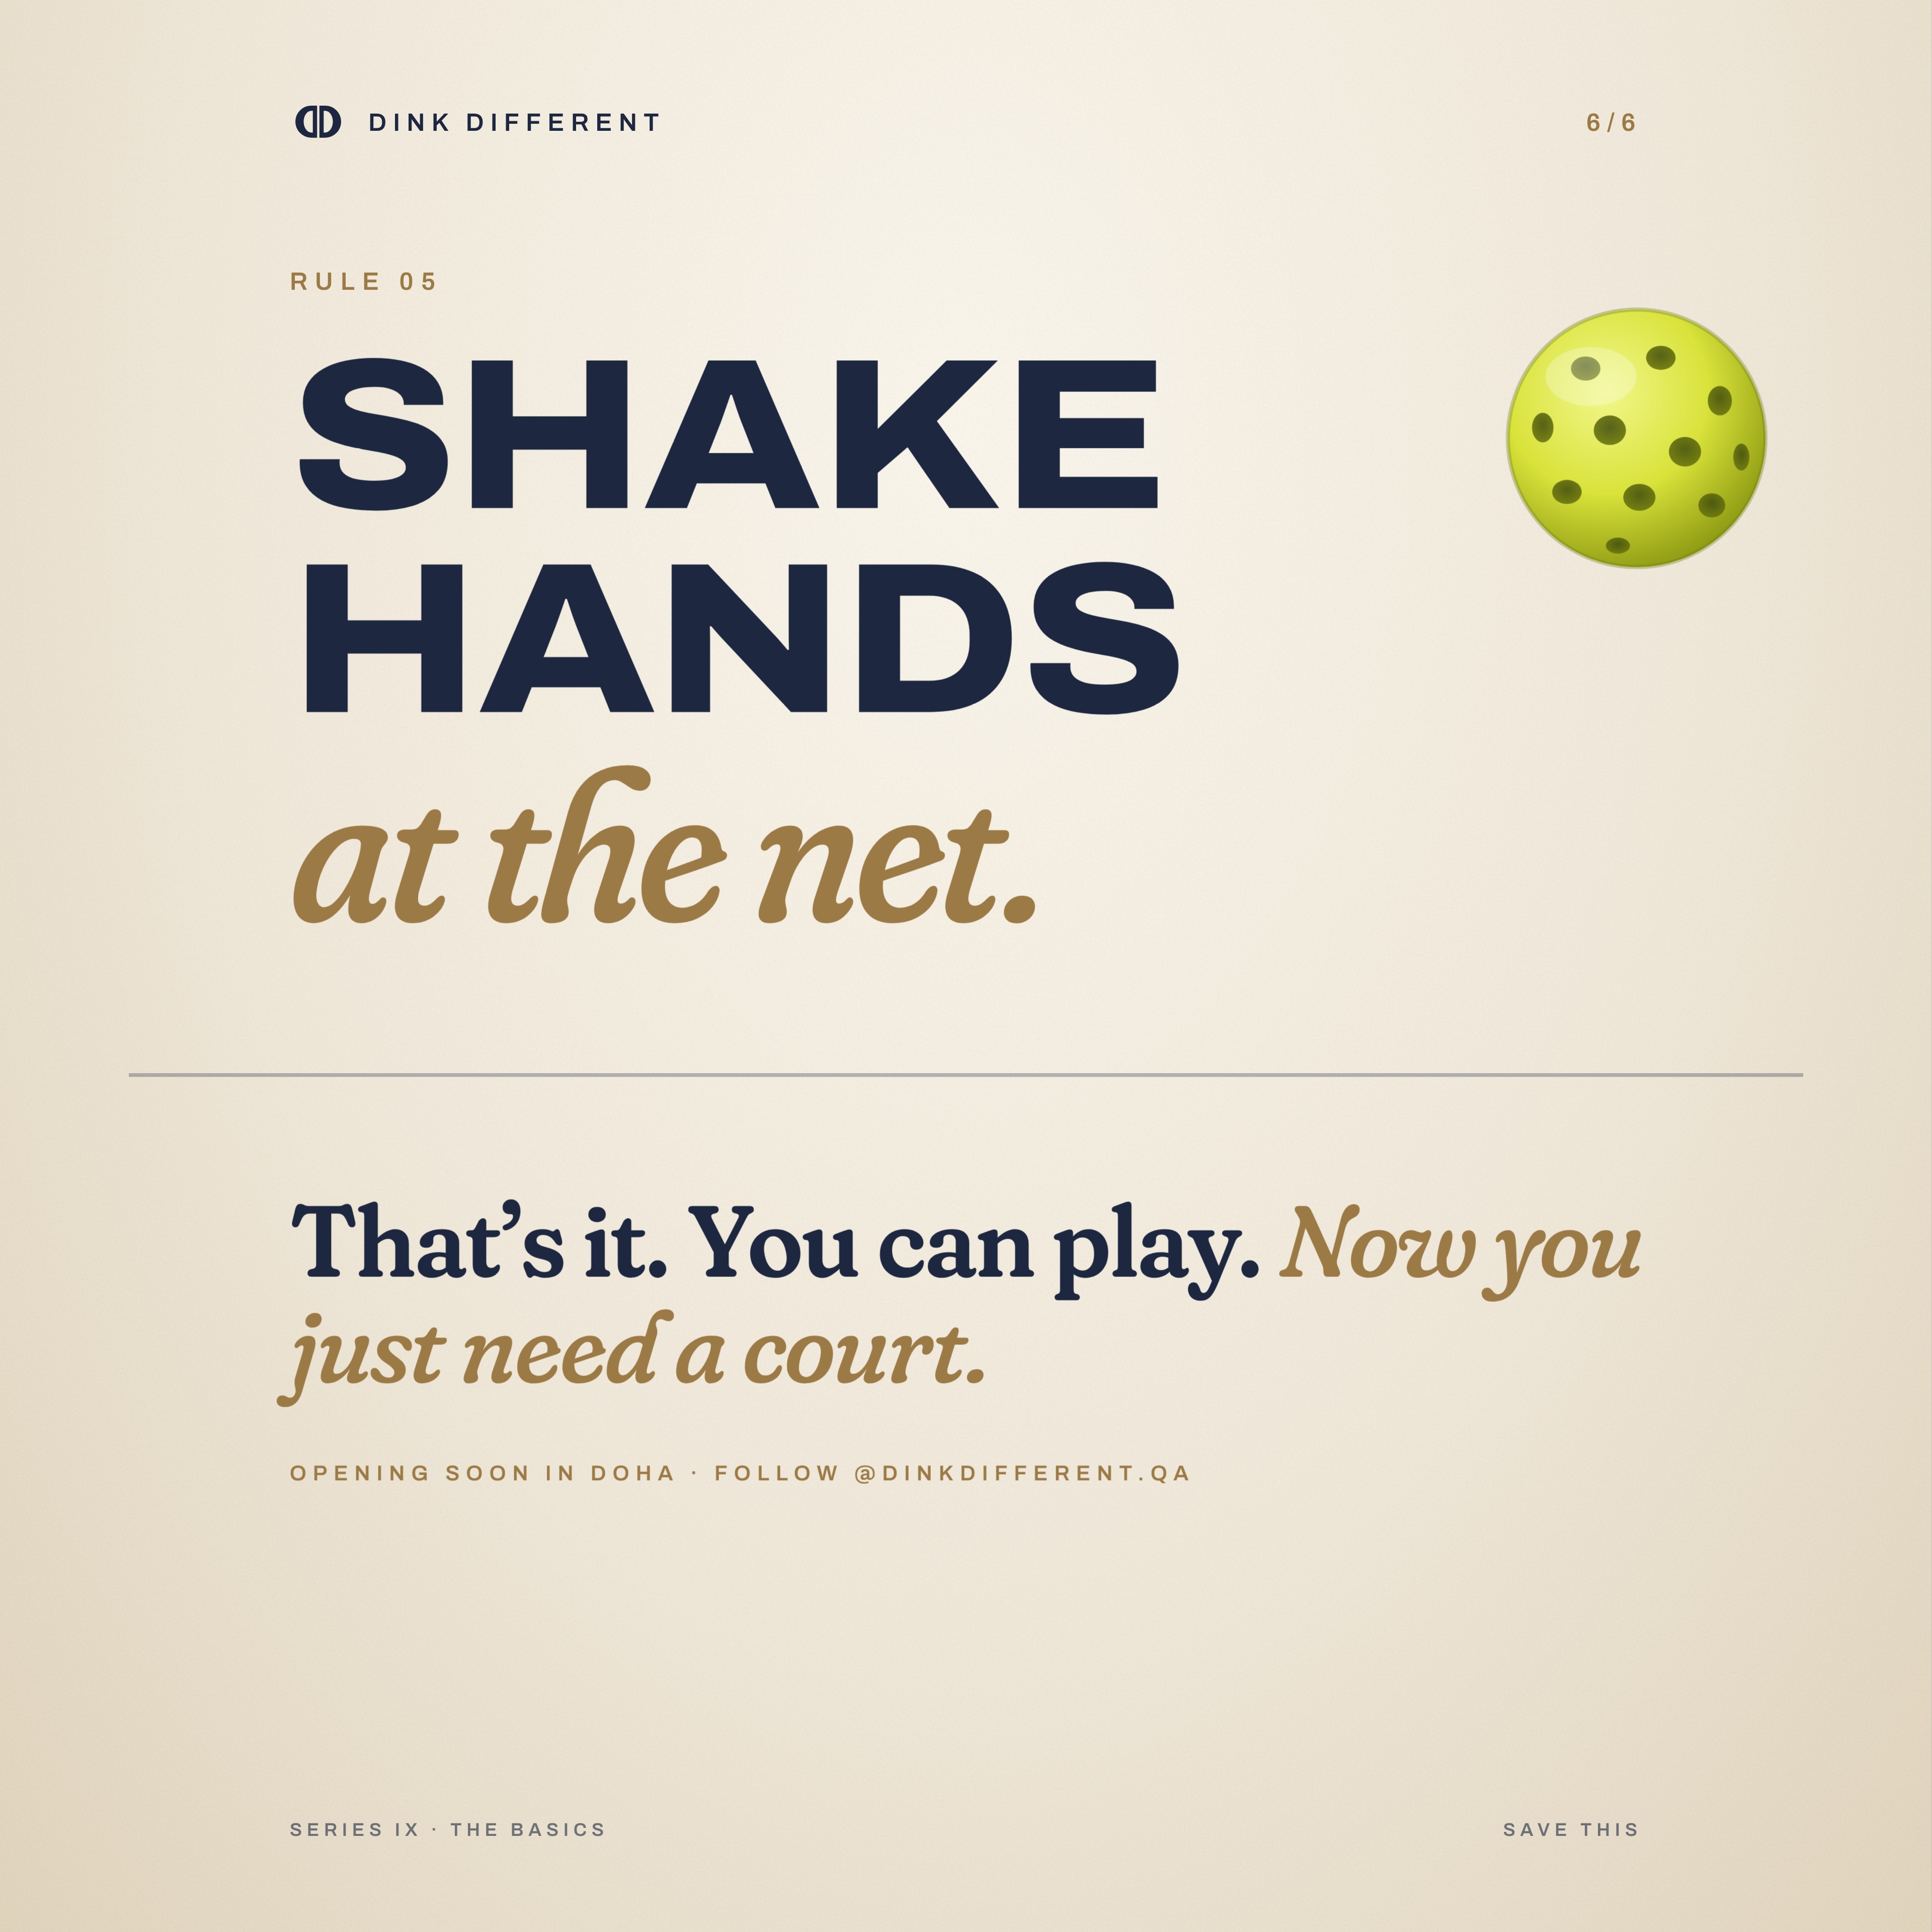 DINK DIFFERENT
6/6
RULE 05
SHAKE
HANDS
at the net.
That’s it. You can play. Now you
just need a court.
OPENING SOON IN DOHA · FOLLOW @DINKDIFFERENT.QA
SERIES IX · THE BASICS
SAVE THIS